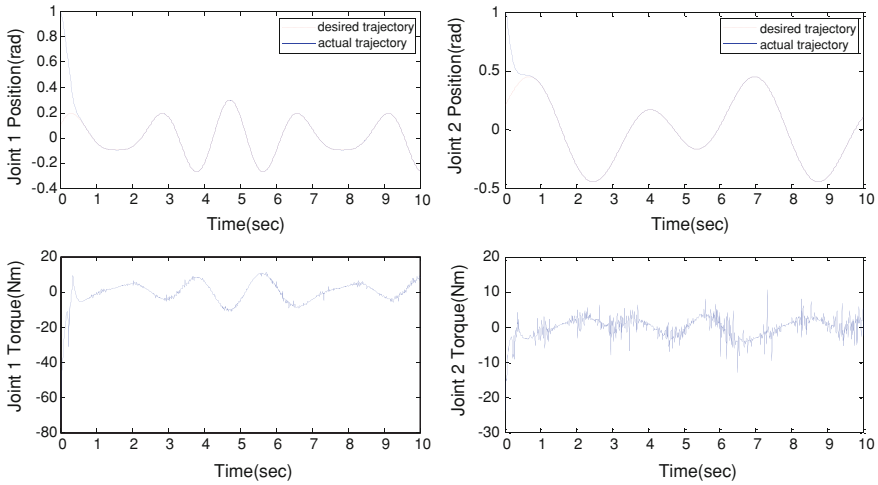 Joint 1 Position(rad)
1
0.8
0.6
0.4
0.2
0
-0.2
-0.4
desired trajectory
actual trajectory
0 1 2 3 4 5 6 7 8 9 10
Time(sec)
Joint 2 Position(rad)
1
0.5
0
-0.5
desired trajectory
actual trajectory
0 1 2 3 4 5 6 7 8 9 10
Time(sec)
Joint 1 Torque(Nm)
20
0
-20
-40
-60
-80
0 1 2 3 4 5 6 7 8 9 10
Time(sec)
Joint 2 Torque(Nm)
20
10
0
-10
-20
-30
0 1 2 3 4 5 6 7 8 9 10
Time(sec)